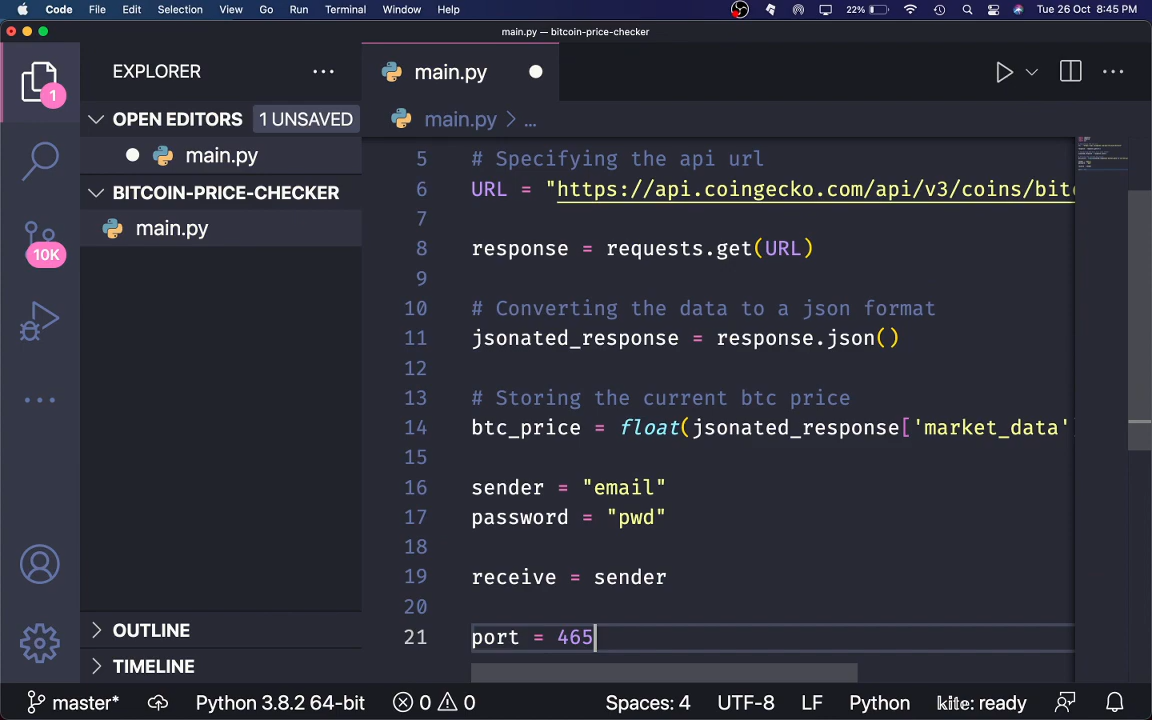 Code File Edit Selection View Go Run Terminal Window Help 22% Tue 26 Oct 8:45 PM
main.py — bitcoin-price-checker
EXPLORER
main.py
OPEN EDITORS 1 UNSAVED
main.py
BITCOIN-PRICE-CHECKER
main.py
OUTLINE
TIMELINE
1
10K
main.py > ...
5 # Specifying the api url
6 URL = "https://api.coingecko.com/api/v3/coins/bitc
7
8 response = requests.get(URL)
9
10 # Converting the data to a json format
11 jsonated_response = response.json()
12
13 # Storing the current btc price
14 btc_price = float(jsonated_response['market_data'
15
16 sender = "email"
17 password = "pwd"
18
19 receive = sender
20
21 port = 465
master* Python 3.8.2 64-bit 0 0 Spaces: 4 UTF-8 LF Python kite: ready